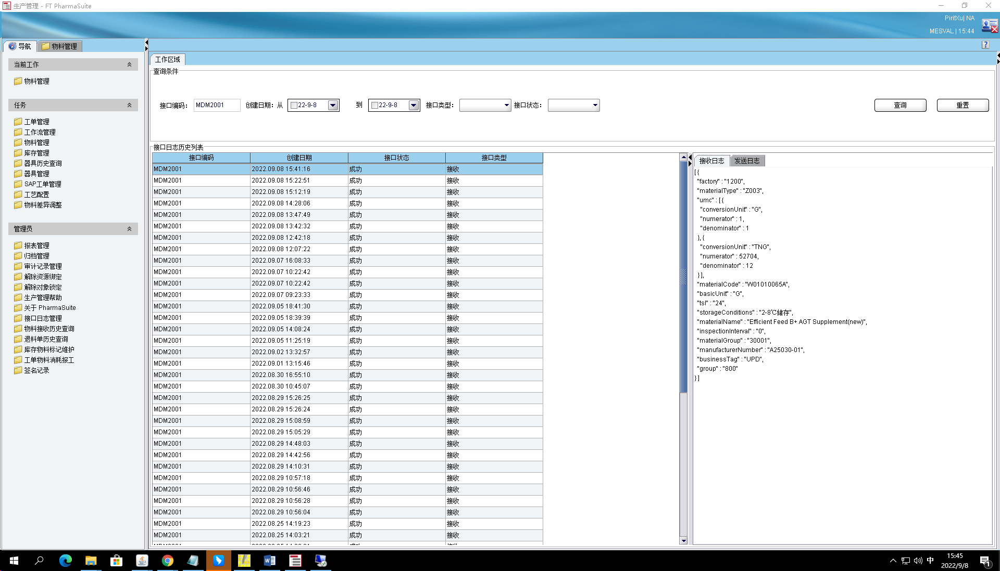 生产管理 - FT PharmaSuite
PiritXu| NA
MESVAL | 15:44
导航
物料管理
当前工作
物料管理
任务
工单管理
工作流管理
物料管理
库存管理
器具历史查询
器具管理
SAP工单管理
工艺配置
物料差异调整
管理员
报表管理
归档管理
审计记录管理
解除资源绑定
解除对象锁定
生产管理帮助
关于 PharmaSuite
接口日志管理
物料接收历史查询
退料单历史查询
库存物料标记维护
工单物料消耗报工
签名记录
工作区域
查询条件
接口编码: MDM2001 创建日期: 从 22-9-8 到 22-9-8 接口类型: 接口状态: 查询 重置
接口日志历史列表
接口编码 创建日期 接口状态 接口类型
MDM2001 2022.09.08 15:41:16 成功 接收
MDM2001 2022.09.08 15:22:51 成功 接收
MDM2001 2022.09.08 15:12:19 成功 接收
MDM2001 2022.09.08 14:28:06 成功 接收
MDM2001 2022.09.08 13:47:49 成功 接收
MDM2001 2022.09.08 13:42:32 成功 接收
MDM2001 2022.09.08 12:42:18 成功 接收
MDM2001 2022.09.08 12:07:22 成功 接收
MDM2001 2022.09.07 16:08:33 成功 接收
MDM2001 2022.09.07 10:22:42 成功 接收
MDM2001 2022.09.07 10:22:42 成功 接收
MDM2001 2022.09.07 09:23:33 成功 接收
MDM2001 2022.09.05 18:41:30 成功 接收
MDM2001 2022.09.05 18:39:39 成功 接收
MDM2001 2022.09.05 14:08:24 成功 接收
MDM2001 2022.09.05 11:25:19 成功 接收
MDM2001 2022.09.02 13:32:57 成功 接收
MDM2001 2022.09.01 13:15:46 成功 接收
MDM2001 2022.08.30 16:55:10 成功 接收
MDM2001 2022.08.30 10:45:07 成功 接收
MDM2001 2022.08.29 15:26:25 成功 接收
MDM2001 2022.08.29 15:26:24 成功 接收
MDM2001 2022.08.29 15:08:59 成功 接收
MDM2001 2022.08.29 15:05:29 成功 接收
MDM2001 2022.08.29 14:48:03 成功 接收
MDM2001 2022.08.29 14:42:56 成功 接收
MDM2001 2022.08.29 14:10:31 成功 接收
MDM2001 2022.08.29 10:57:18 成功 接收
MDM2001 2022.08.29 10:56:46 成功 接收
MDM2001 2022.08.29 10:56:28 成功 接收
MDM2001 2022.08.29 10:56:04 成功 接收
MDM2001 2022.08.25 14:19:23 成功 接收
MDM2001 2022.08.25 14:03:21 成功 接收
接收日志 发送日志
[ {
"factory" : "1200",
"materialType" : "Z003",
"umc" : [ {
"conversionUnit" : "G",
"numerator" : 1,
"denominator" : 1
}, {
"conversionUnit" : "TNG",
"numerator" : 52704,
"denominator" : 12
} ],
"materialCode" : "W01010065A",
"basicUnit" : "G",
"tsl" : "24",
"storageConditions" : "2-8℃储存",
"materialName" : "Efficient Feed B+ AGT Supplement(new)",
"inspectionInterval" : "0",
"materialGroup" : "30001",
"manufacturerNumber" : "A25030-01",
"businessTag" : "UPD",
"group" : "800"
} ]
中
15:45
2022/9/8
1